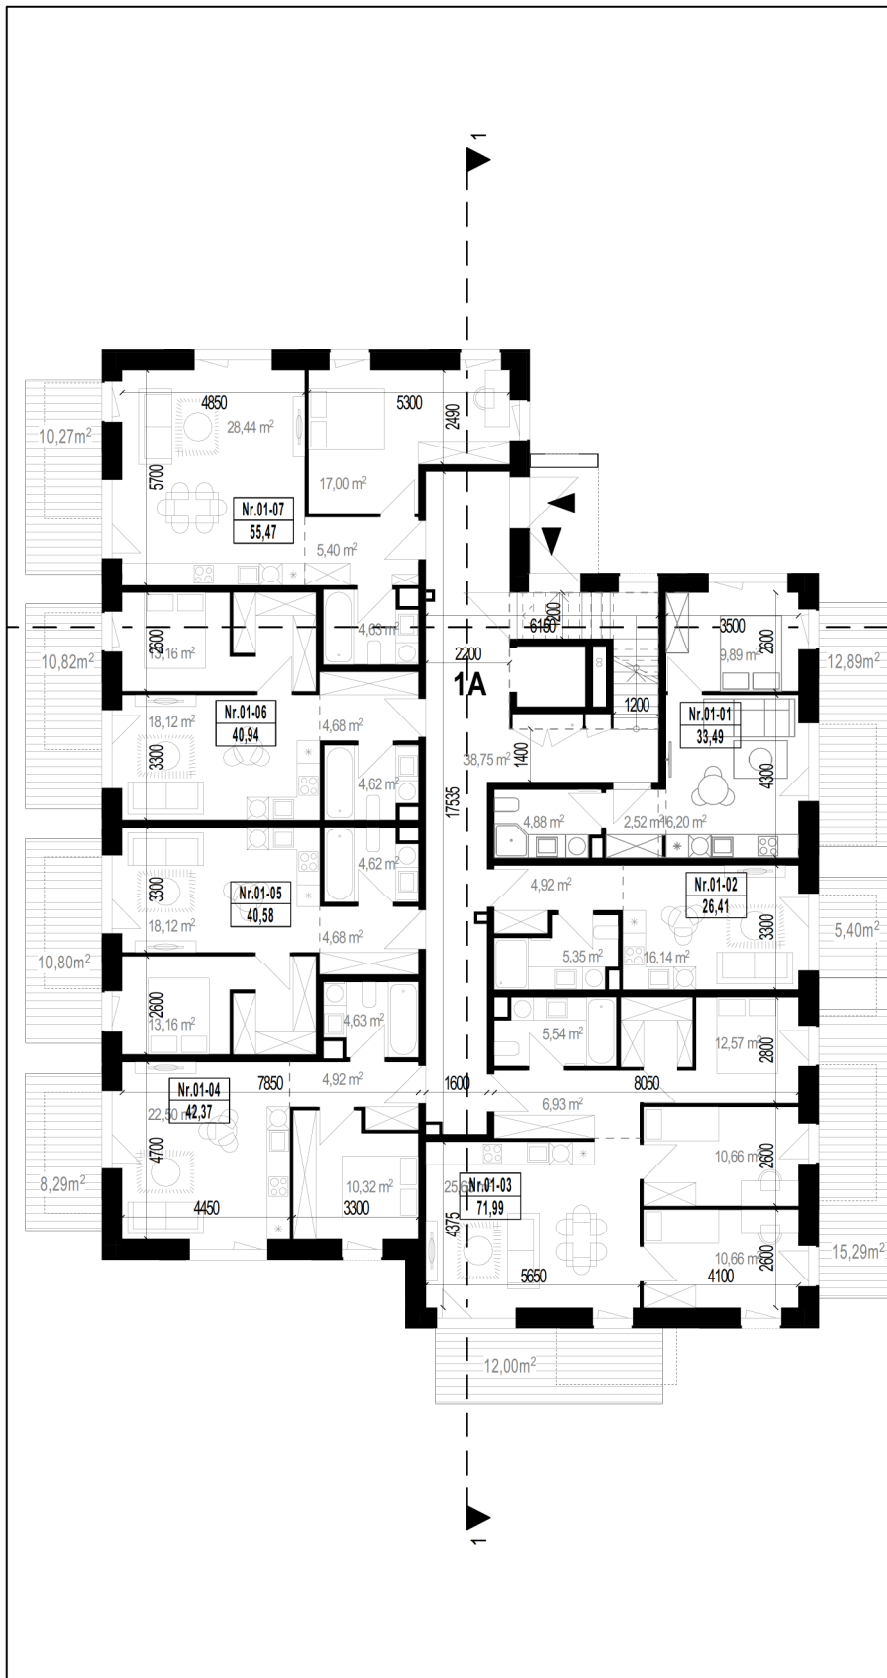 1
4850
5300
28,44 m²
2490
10,27m²
5700
17,00 m²
Nr.01-07
55,47
5,40 m²
4,63 m²
1200
6150
3500
2600
13,16 m²
2200
2600
9,89 m²
10,82m²
12,89m²
1A
18,12 m²
Nr.01-06
40,94
4,68 m²
1200
Nr.01-01
33,49
3300
38,75 m²
1400
4300
4,62 m²
17535
4,88 m²
2,52 m²
16,20 m²
3300
4,62 m²
4,92 m²
Nr.01-02
26,41
Nr.01-05
40,58
3300
18,12 m²
4,68 m²
5,40m²
5,35 m²
16,14 m²
10,80m²
2600
13,16 m²
4,63 m²
5,54 m²
12,57 m²
2800
4,92 m²
7850
1600
8050
Nr.01-04
42,37
22,50 m²
6,93 m²
4700
10,66 m²
2600
8,29m²
10,32 m²
Nr.01-03
71,99
4450
3300
4375
10,66 m²
2600
15,29m²
5650
4100
12,00m²
1